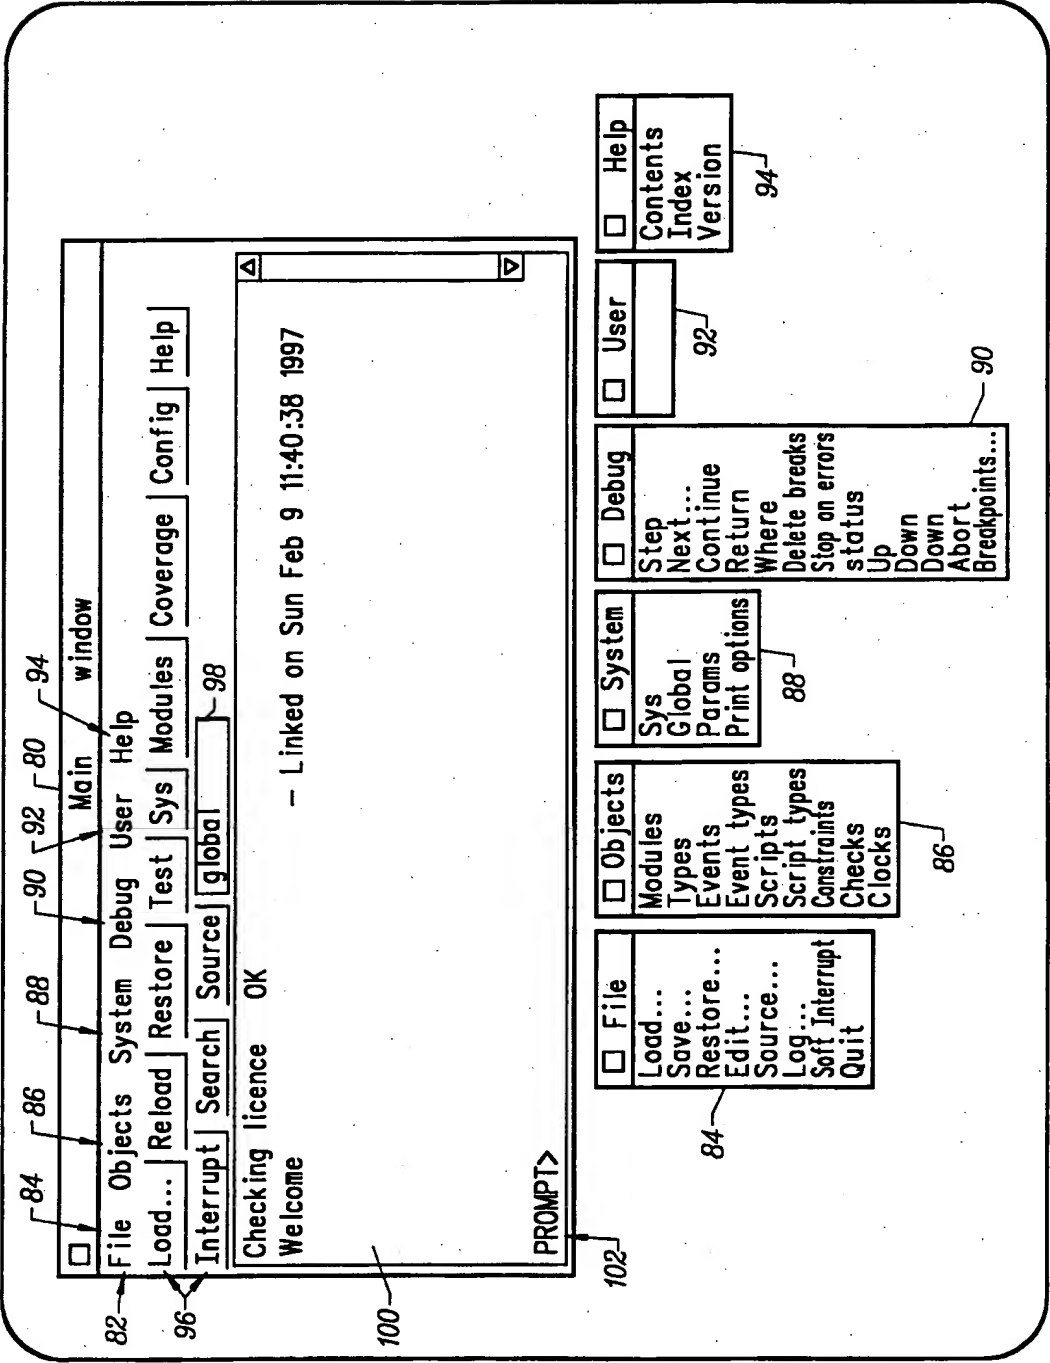 84 86 88 90 92 80 94
Main window
82
File Objects System Debug User Help
96
Load... Reload Restore Test Sys Modules Coverage Config Help
Interrupt Search Source global
98
Checking licence OK
Welcome – Linked on Sun Feb 9 11:40:38 1997
100
PROMPT>
102
File
Load...
Save...
Restore...
Edit...
Source...
Log...
Soft Interrupt
Quit
84
Objects
Modules
Types
Events
Event types
Scripts
Script types
Constraints
Checks
Clocks
86
System
Sys
Global
Params
Print options
88
Debug
Step
Next...
Continue
Return
Where
Delete breaks
Stop on errors
status
Up
Down
Down
Abort
Breakpoints...
90
User
92
Help
Contents
Index
Version
94